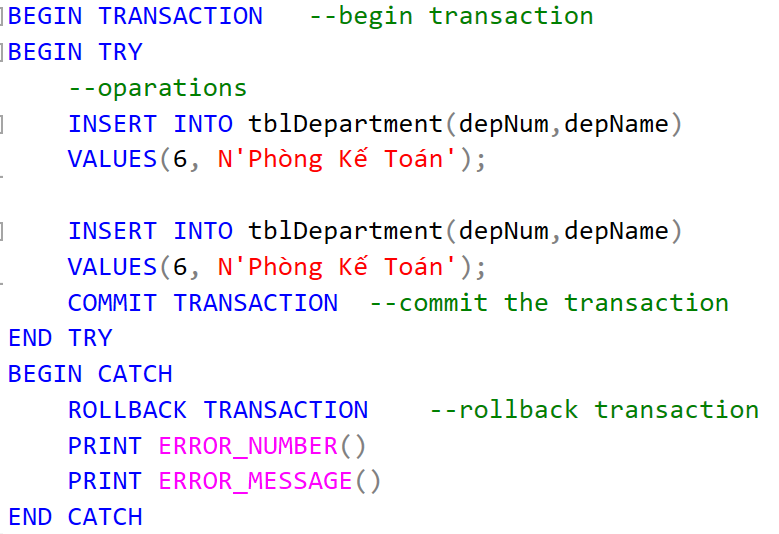 BEGIN TRANSACTION   --begin transaction
BEGIN TRY
    --oparations
    INSERT INTO tblDepartment(depNum,depName)
    VALUES(6, N'Phòng Kế Toán');
    INSERT INTO tblDepartment(depNum,depName)
    VALUES(6, N'Phòng Kế Toán');
    COMMIT TRANSACTION  --commit the transaction
END TRY
BEGIN CATCH
    ROLLBACK TRANSACTION    --rollback transaction
    PRINT ERROR_NUMBER()
    PRINT ERROR_MESSAGE()
END CATCH